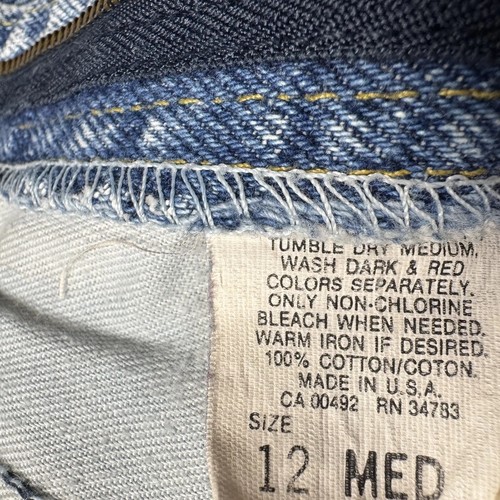 TUMBLE DRY MEDIUM.
WASH DARK & RED
COLORS SEPARATELY.
ONLY NON-CHLORINE
BLEACH WHEN NEEDED.
WARM IRON IF DESIRED.
100% COTTON/COTON.
MADE IN U.S.A.
CA 00492 RN 34783
SIZE
12 MED